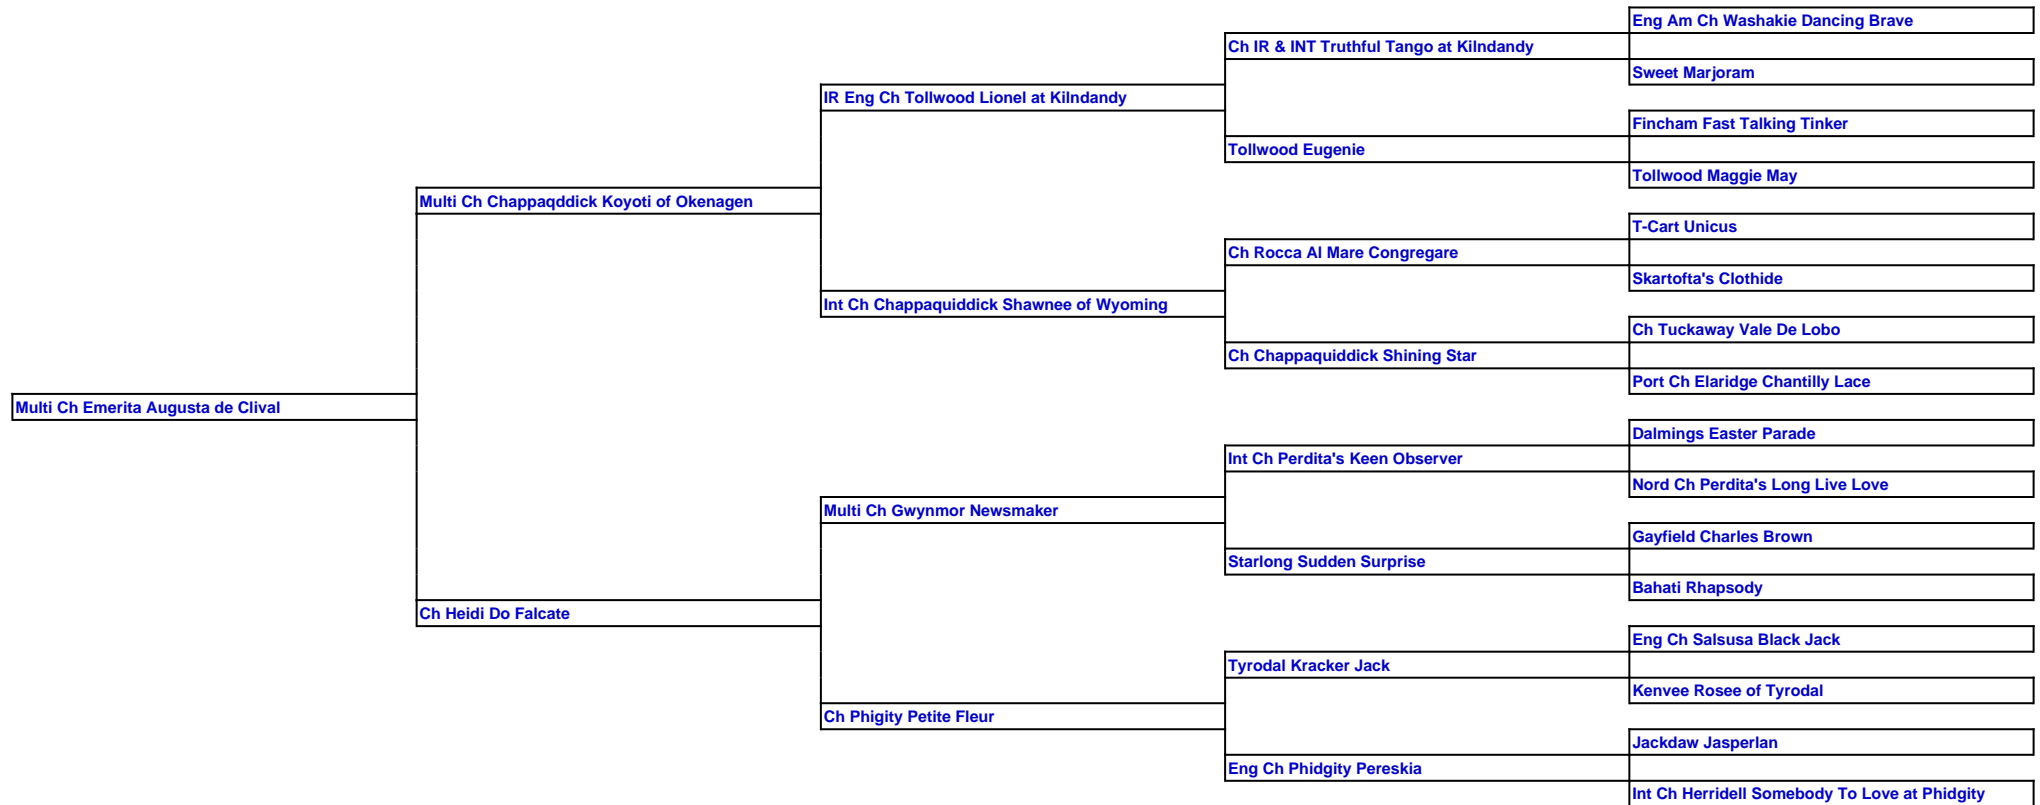 Eng Am Ch Washakie Dancing Brave
Ch IR & INT Truthful Tango at Kilndandy
Sweet Marjoram
IR Eng Ch Tollwood Lionel at Kilndandy
Fincham Fast Talking Tinker
Tollwood Eugenie
Tollwood Maggie May
Multi Ch Chappaqddick Koyoti of Okenagen
T-Cart Unicus
Ch Rocca Al Mare Congregare
Skartofta's Clothide
Int Ch Chappaquiddick Shawnee of Wyoming
Ch Tuckaway Vale De Lobo
Ch Chappaquiddick Shining Star
Port Ch Elaridge Chantilly Lace
Multi Ch Emerita Augusta de Clival
Dalmings Easter Parade
Int Ch Perdita's Keen Observer
Nord Ch Perdita's Long Live Love
Multi Ch Gwynmor Newsmaker
Gayfield Charles Brown
Starlong Sudden Surprise
Bahati Rhapsody
Ch Heidi Do Falcate
Eng Ch Salsusa Black Jack
Tyrodal Kracker Jack
Kenvee Rosee of Tyrodal
Ch Phigity Petite Fleur
Jackdaw Jasperlan
Eng Ch Phidgity Pereskia
Int Ch Herridell Somebody To Love at Phidgity